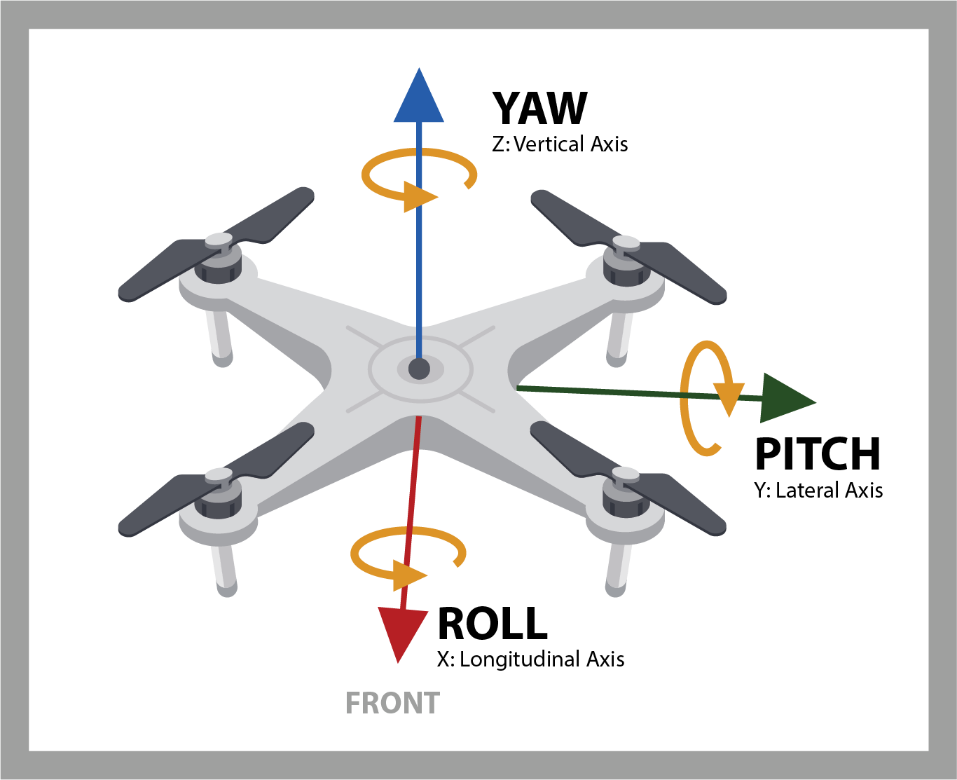 YAW
Z: Vertical Axis
PITCH
Y: Lateral Axis
ROLL
X: Longitudinal Axis
FRONT